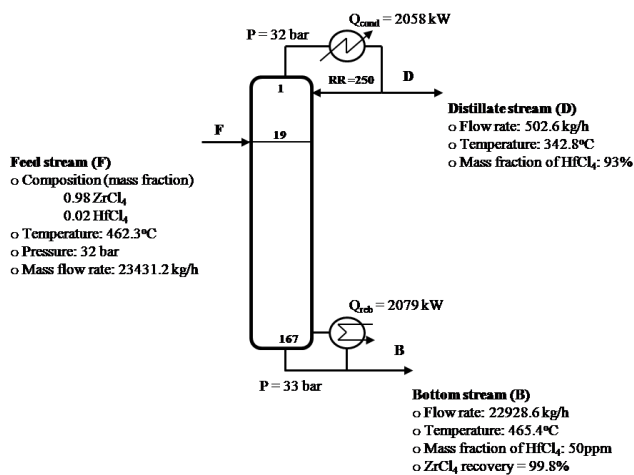 Q_cond = 2058 kW
P = 32 bar
1
RR =250
D
Distillate stream (D)
o Flow rate: 502.6 kg/h
o Temperature: 342.8ºC
o Mass fraction of HfCl₄: 93%
F
19
Feed stream (F)
o Composition (mass fraction)
0.98 ZrCl₄
0.02 HfCl₄
o Temperature: 462.3ºC
o Pressure: 32 bar
o Mass flow rate: 23431.2 kg/h
Q_reb = 2079 kW
167
B
P = 33 bar
Bottom stream (B)
o Flow rate: 22928.6 kg/h
o Temperature: 465.4ºC
o Mass fraction of HfCl₄: 50ppm
o ZrCl₄ recovery = 99.8%